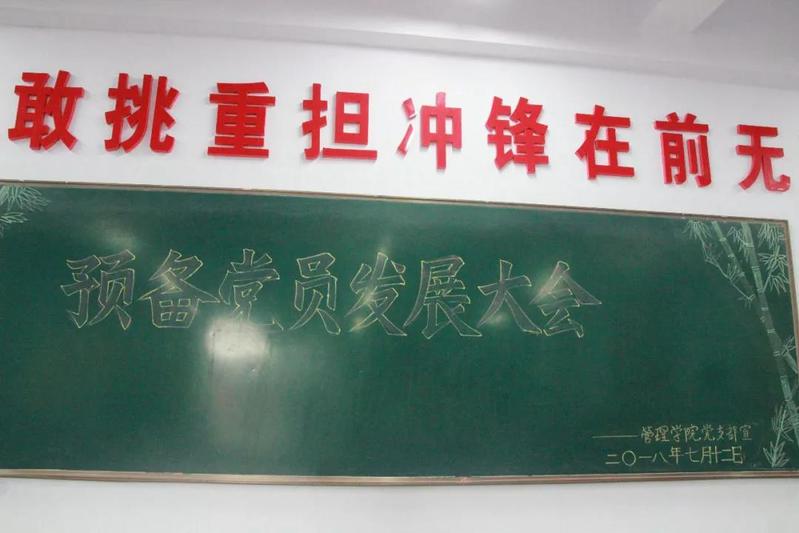 敢挑重担冲锋在前无
预备党员发展大会
——管理学院党支部宣
二〇一八年七月十二日